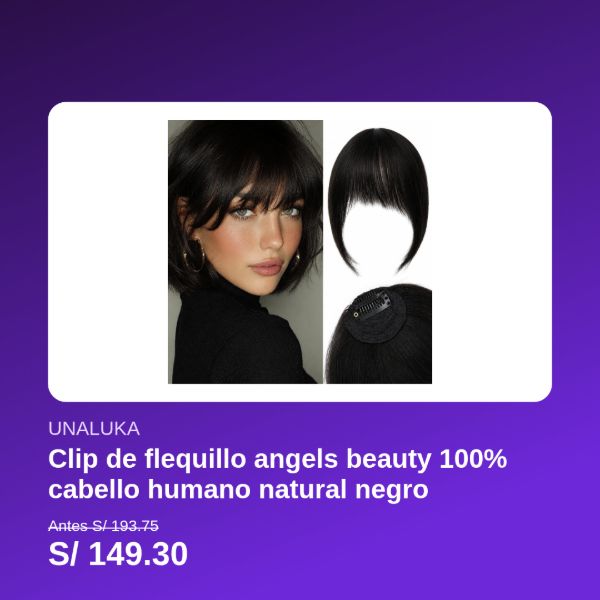 UNALUKA
Clip de flequillo angels beauty 100%
cabello humano natural negro
Antes S/ 193.75
S/ 149.30